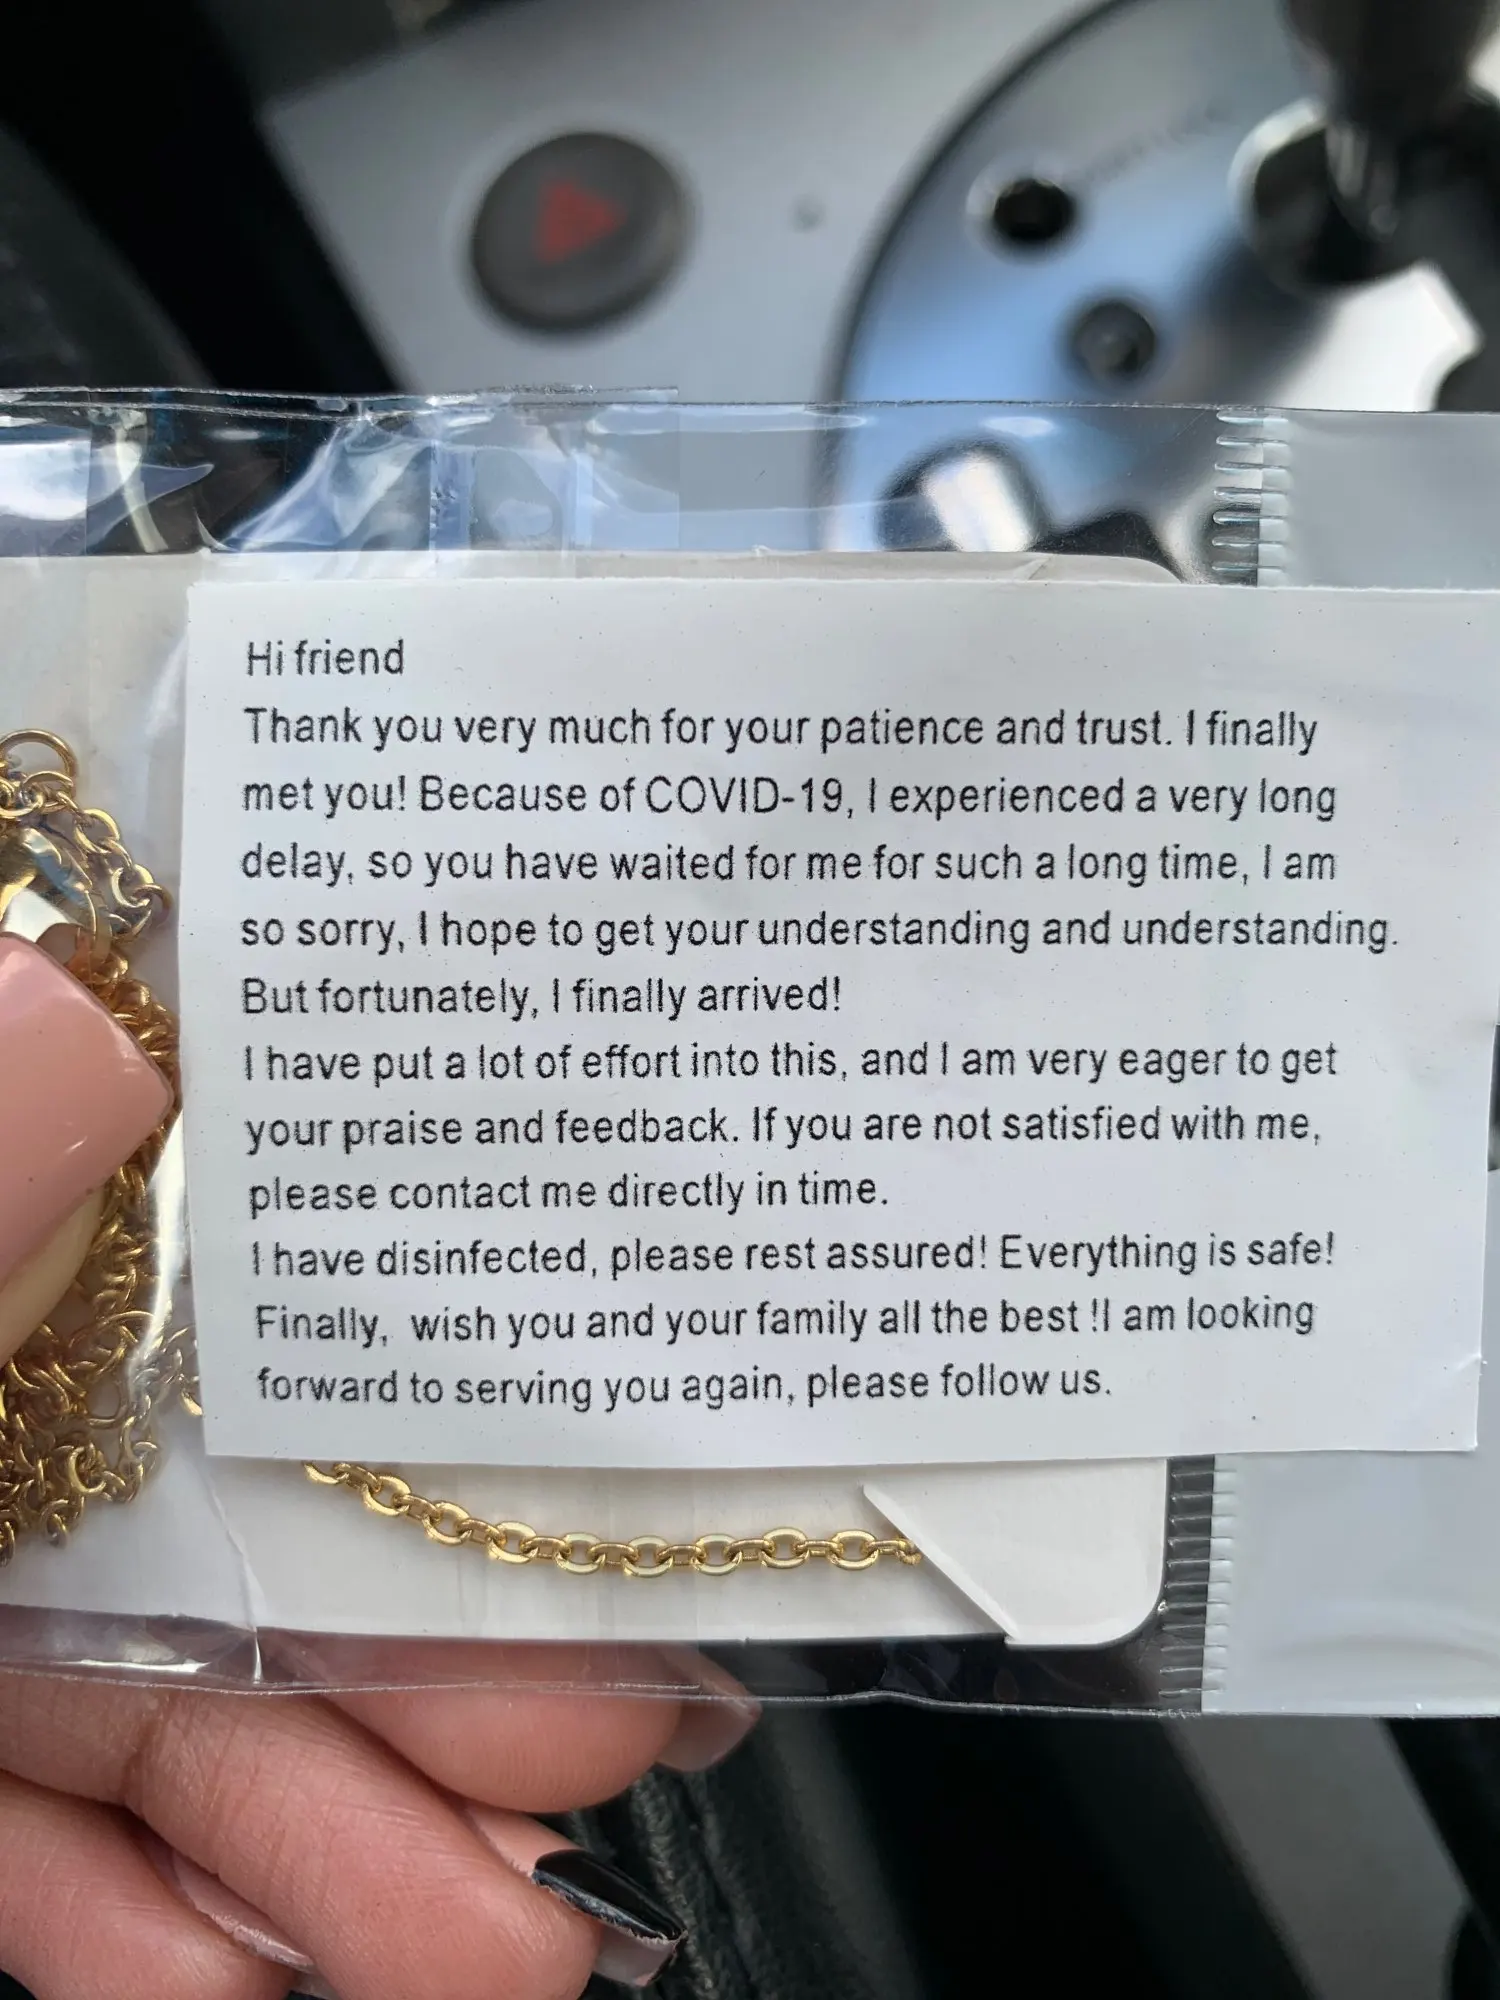 Hi friend
Thank you very much for your patience and trust. I finally
met you! Because of COVID-19, I experienced a very long
delay, so you have waited for me for such a long time, I am
so sorry, I hope to get your understanding and understanding.
But fortunately, I finally arrived!
I have put a lot of effort into this, and I am very eager to get
your praise and feedback. If you are not satisfied with me,
please contact me directly in time.
I have disinfected, please rest assured! Everything is safe!
Finally, wish you and your family all the best !I am looking
forward to serving you again, please follow us.